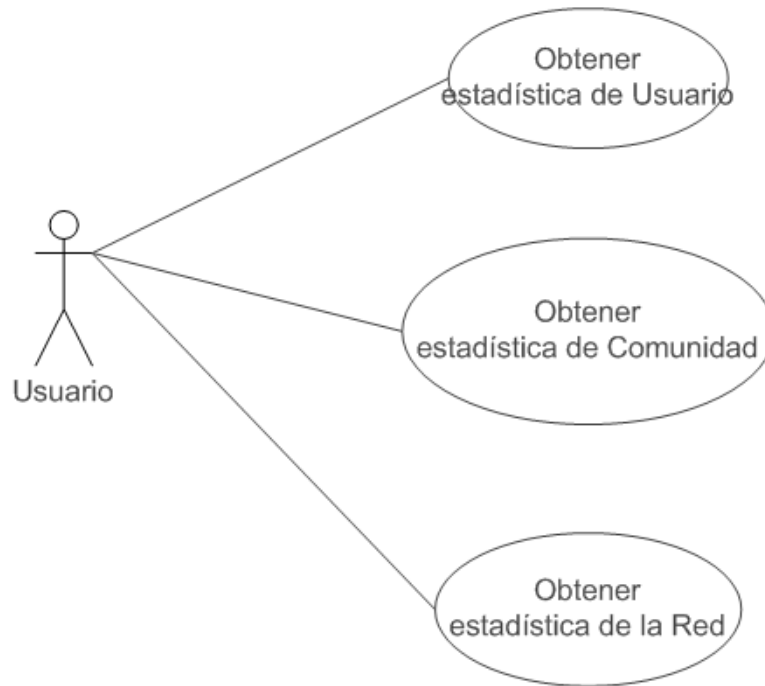 Obtener
estadística de Usuario
Obtener
estadística de Comunidad
Usuario
Obtener
estadística de la Red